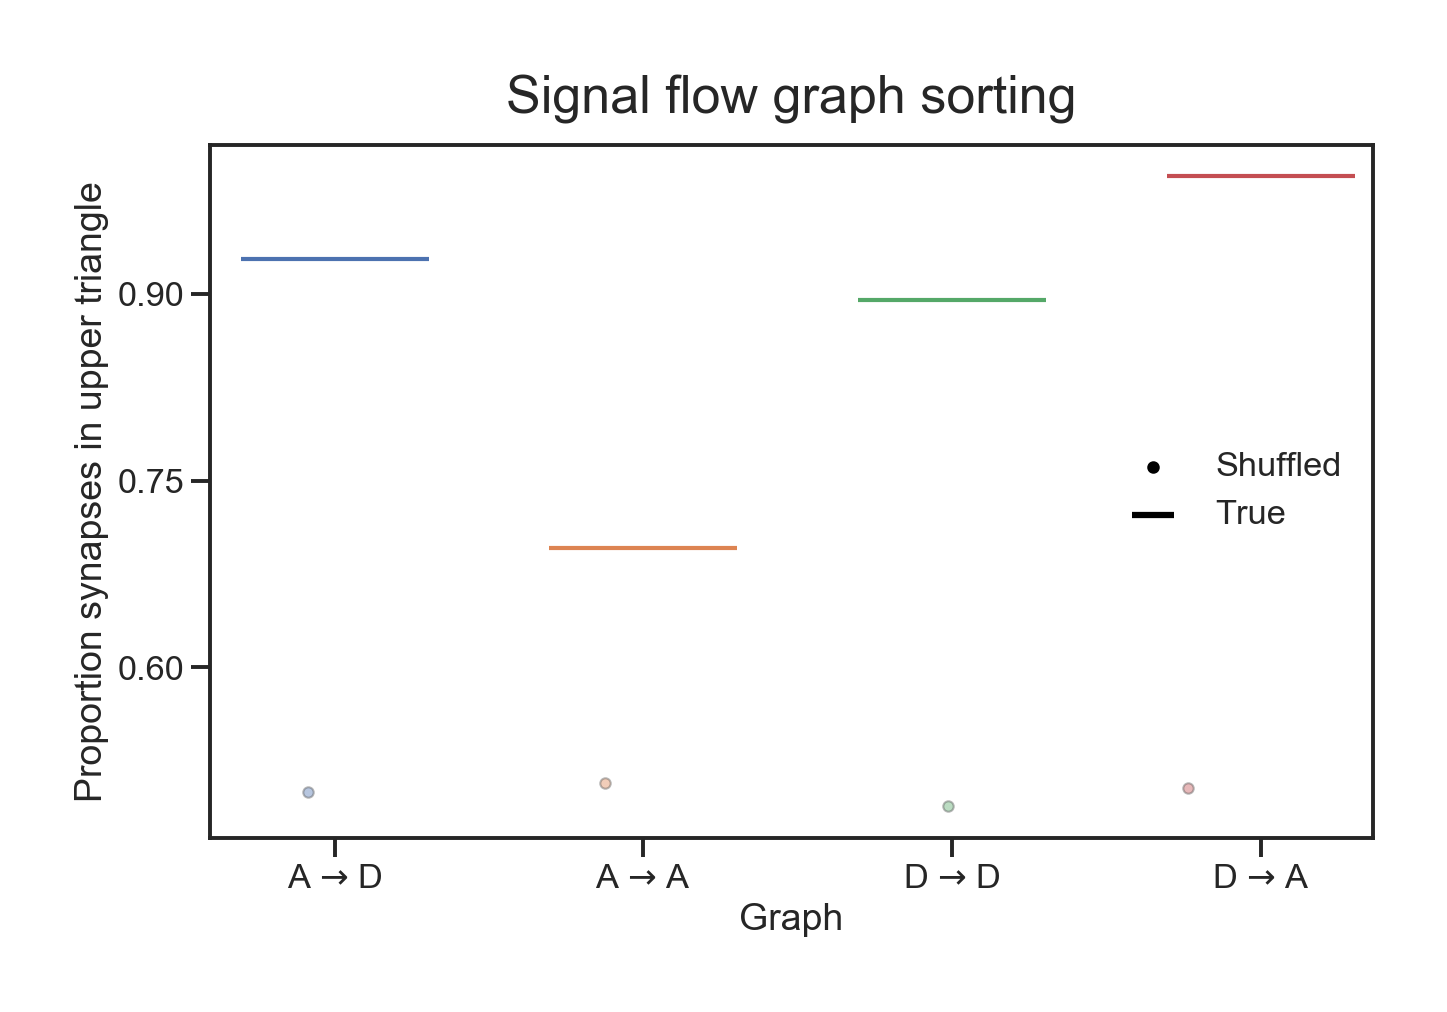 Signal flow graph sorting
Proportion synapses in upper triangle
0.90
0.75
0.60
Shuffled
True
A → D
A → A
D → D
D → A
Graph